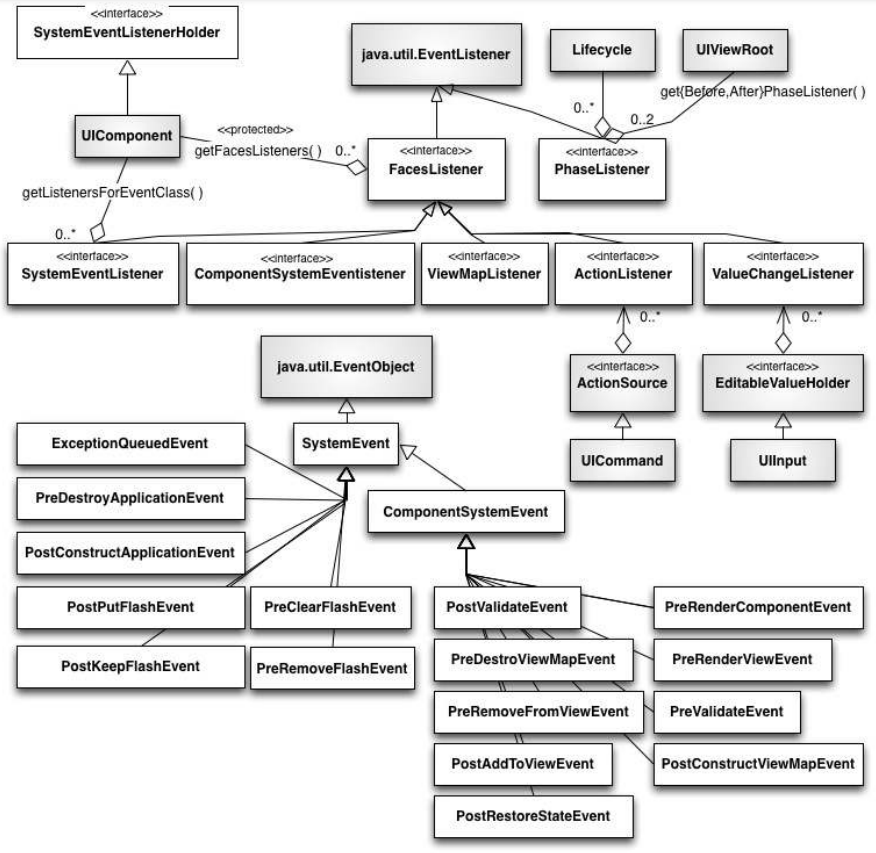 <<interface>>
SystemEventListenerHolder
java.util.EventListener
Lifecycle
UIViewRoot
get{Before,After}PhaseListener( )
0..*
0..2
UIComponent
<<protected>>
getFacesListeners( )
0..*
<<interface>>
FacesListener
<<interface>>
PhaseListener
getListenersForEventClass( )
0..*
<<interface>>
SystemEventListener
<<interface>>
ComponentSystemEventistener
<<interface>>
ViewMapListener
<<interface>>
ActionListener
<<interface>>
ValueChangeListener
0..*
0..*
java.util.EventObject
<<interface>>
ActionSource
<<interface>>
EditableValueHolder
ExceptionQueuedEvent
SystemEvent
UICommand
UIInput
PreDestroyApplicationEvent
ComponentSystemEvent
PostConstructApplicationEvent
PostPutFlashEvent
PreClearFlashEvent
PostValidateEvent
PreRenderComponentEvent
PostKeepFlashEvent
PreRemoveFlashEvent
PreDestroViewMapEvent
PreRenderViewEvent
PreRemoveFromViewEvent
PreValidateEvent
PostAddToViewEvent
PostConstructViewMapEvent
PostRestoreStateEvent